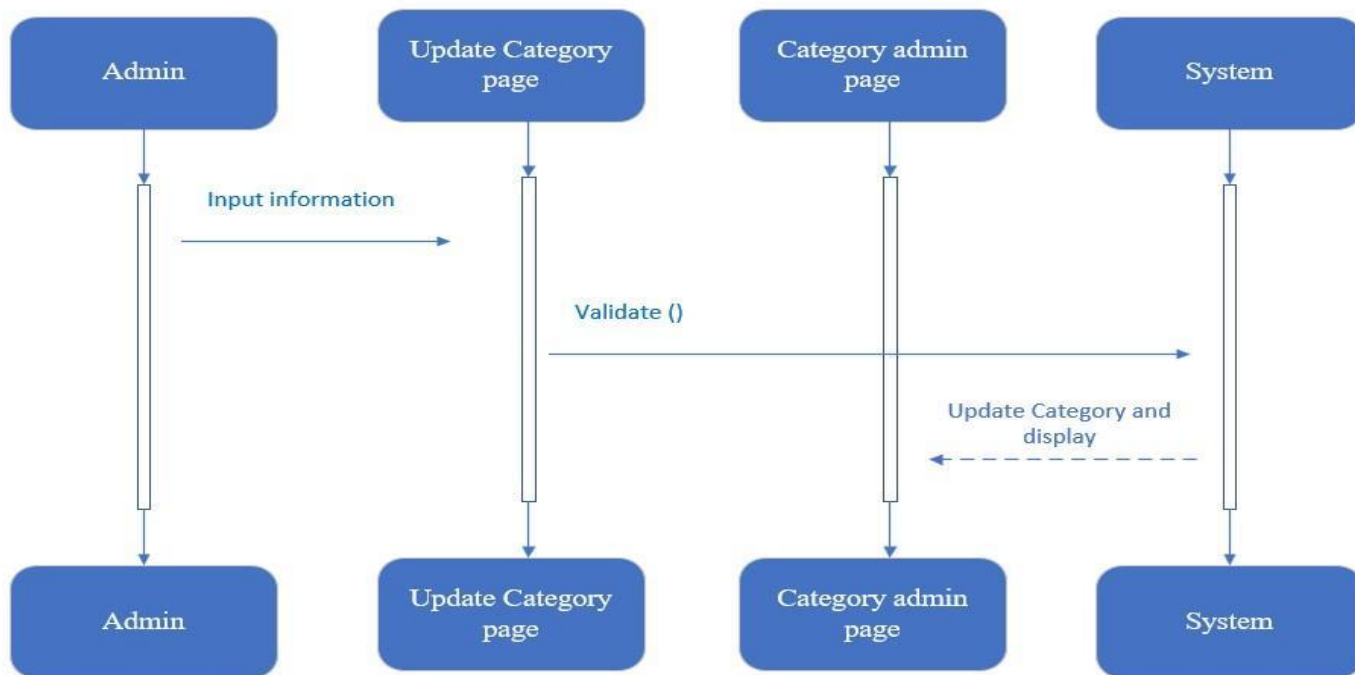 Admin
Update Category
page
Category admin
page
System
Input information
Validate ()
Update Category and
display
Admin
Update Category
page
Category admin
page
System